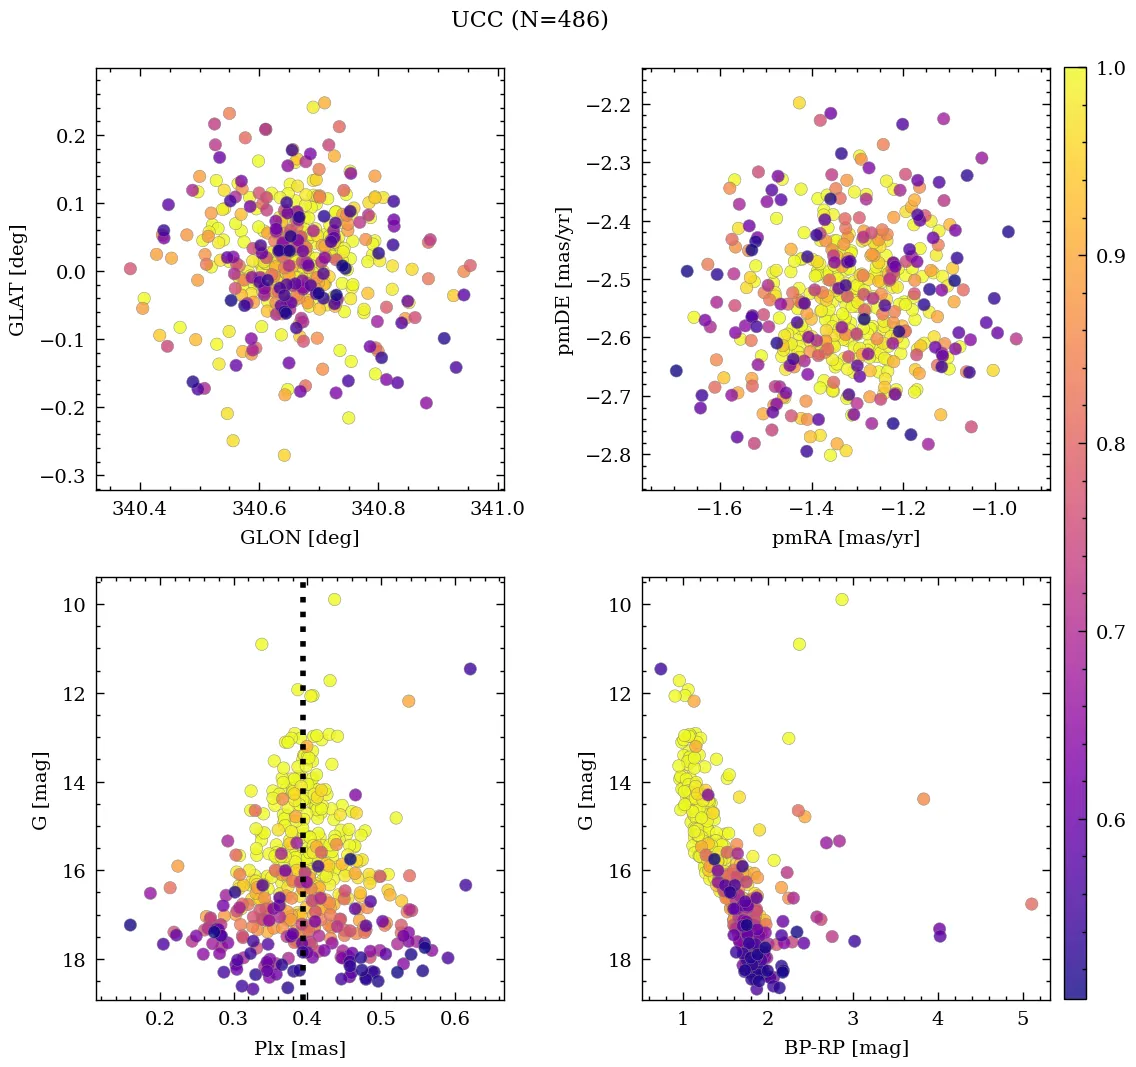 UCC (N=486)
0.2
0.1
0.0
−0.1
−0.2
−0.3
GLAT [deg]
340.4 340.6 340.8 341.0
GLON [deg]
−2.2
−2.3
−2.4
−2.5
−2.6
−2.7
−2.8
pmDE [mas/yr]
−1.6 −1.4 −1.2 −1.0
pmRA [mas/yr]
10
12
14
16
18
G [mag]
0.2 0.3 0.4 0.5 0.6
Plx [mas]
10
12
14
16
18
G [mag]
1 2 3 4 5
BP-RP [mag]
1.0
0.9
0.8
0.7
0.6